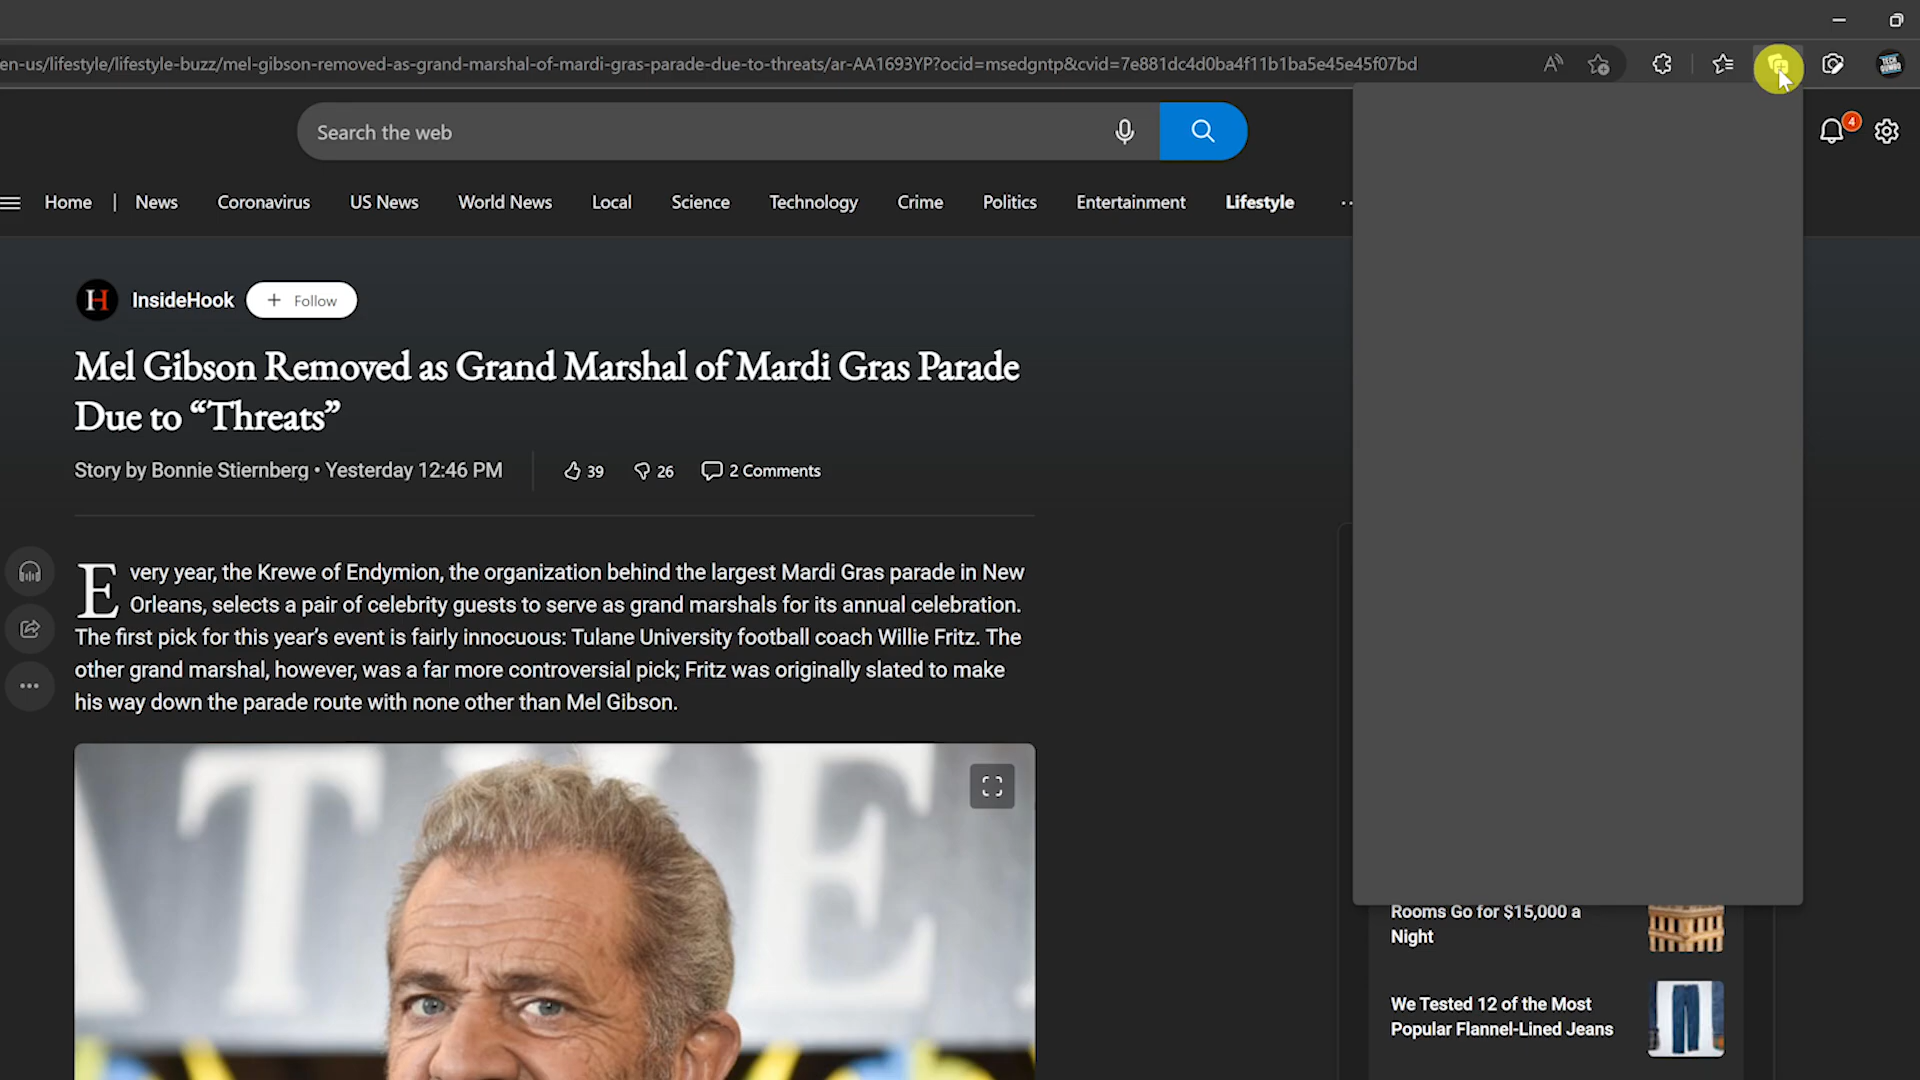 en-us/lifestyle/lifestyle-buzz/mel-gibson-removed-as-grand-marshal-of-mardi-gras-parade-due-to-threats/ar-AA1693YP?ocid=msedgntp&cvid=7e881dc4d0ba4f11b1ba5e45e45f07bd
TECH GUMBO
Search the web
4
Home | News Coronavirus US News World News Local Science Technology Crime Politics Entertainment Lifestyle
H InsideHook + Follow
Mel Gibson Removed as Grand Marshal of Mardi Gras Parade
Due to “Threats”
Story by Bonnie Stiernberg • Yesterday 12:46 PM 39 26 2 Comments
Every year, the Krewe of Endymion, the organization behind the largest Mardi Gras parade in New
Orleans, selects a pair of celebrity guests to serve as grand marshals for its annual celebration.
The first pick for this year’s event is fairly innocuous: Tulane University football coach Willie Fritz. The
other grand marshal, however, was a far more controversial pick; Fritz was originally slated to make
his way down the parade route with none other than Mel Gibson.
Rooms Go for $15,000 a
Night
We Tested 12 of the Most
Popular Flannel-Lined Jeans